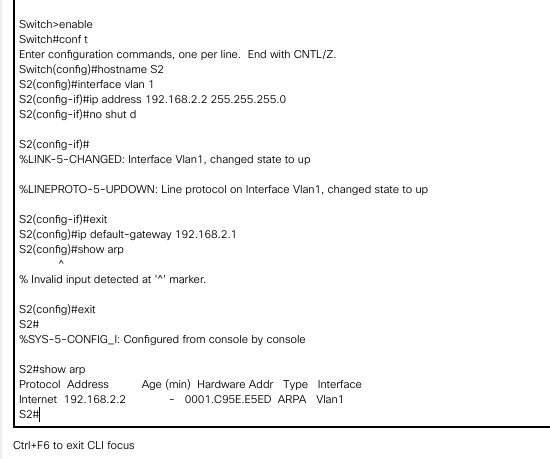 Switch>enable
Switch#conf t
Enter configuration commands, one per line.  End with CNTL/Z.
Switch(config)#hostname S2
S2(config)#interface vlan 1
S2(config-if)#ip address 192.168.2.2 255.255.255.0
S2(config-if)#no shut d
S2(config-if)#
%LINK-5-CHANGED: Interface Vlan1, changed state to up
%LINEPROTO-5-UPDOWN: Line protocol on Interface Vlan1, changed state to up
S2(config-if)#exit
S2(config)#ip default-gateway 192.168.2.1
S2(config)#show arp
^
% Invalid input detected at '^' marker.
S2(config)#exit
S2#
%SYS-5-CONFIG_I: Configured from console by console
S2#show arp
Protocol  Address          Age (min)  Hardware Addr   Type   Interface
Internet  192.168.2.2             -   0001.C95E.E5ED  ARPA   Vlan1
S2#
Ctrl+F6 to exit CLI focus